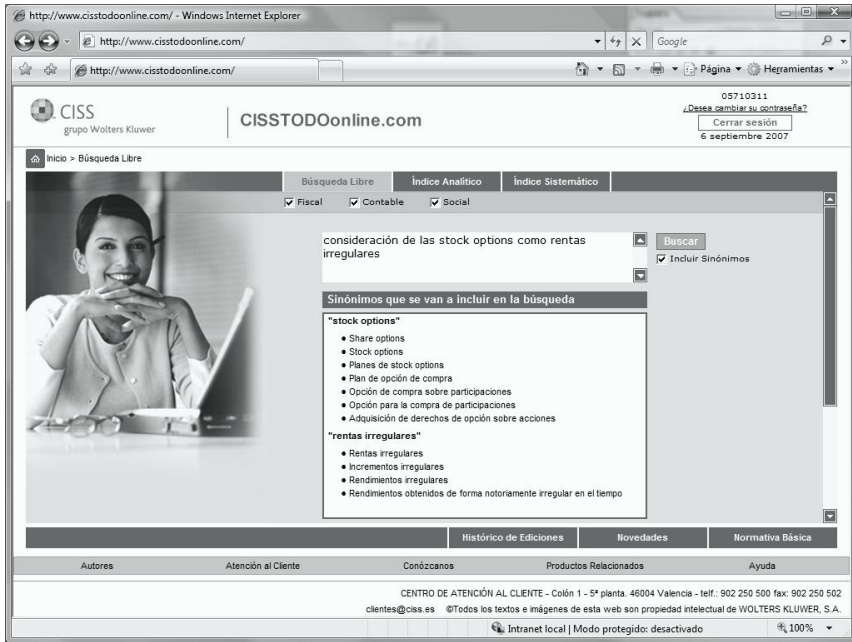 http://www.cisstodoonline.com/ - Windows Internet Explorer
http://www.cisstodoonline.com/
Google
http://www.cisstodoonline.com/
Página
Herramientas
CISS
grupo Wolters Kluwer
CISSTODOonline.com
05710311
¿Desea cambiar su contraseña?
Cerrar sesión
6 septiembre 2007
Inicio > Búsqueda Libre
Búsqueda Libre
Índice Analítico
Índice Sistemático
Fiscal
Contable
Social
consideración de las stock options como rentas
irregulares
Buscar
Incluir Sinónimos
Sinónimos que se van a incluir en la búsqueda
"stock options"
● Share options
● Stock options
● Planes de stock options
● Plan de opción de compra
● Opción de compra sobre participaciones
● Opción para la compra de participaciones
● Adquisición de derechos de opción sobre acciones
"rentas irregulares"
● Rentas irregulares
● Incrementos irregulares
● Rendimientos irregulares
● Rendimientos obtenidos de forma notoriamente irregular en el tiempo
Histórico de Ediciones
Novedades
Normativa Básica
Autores
Atención al Cliente
Conózcanos
Productos Relacionados
Ayuda
CENTRO DE ATENCIÓN AL CLIENTE - Colón 1 - 5ª planta. 46004 Valencia - telf.: 902 250 500 fax: 902 250 502
clientes@ciss.es ©Todos los textos e imágenes de esta web son propiedad intelectual de WOLTERS KLUWER, S.A.
Intranet local | Modo protegido: desactivado
100%